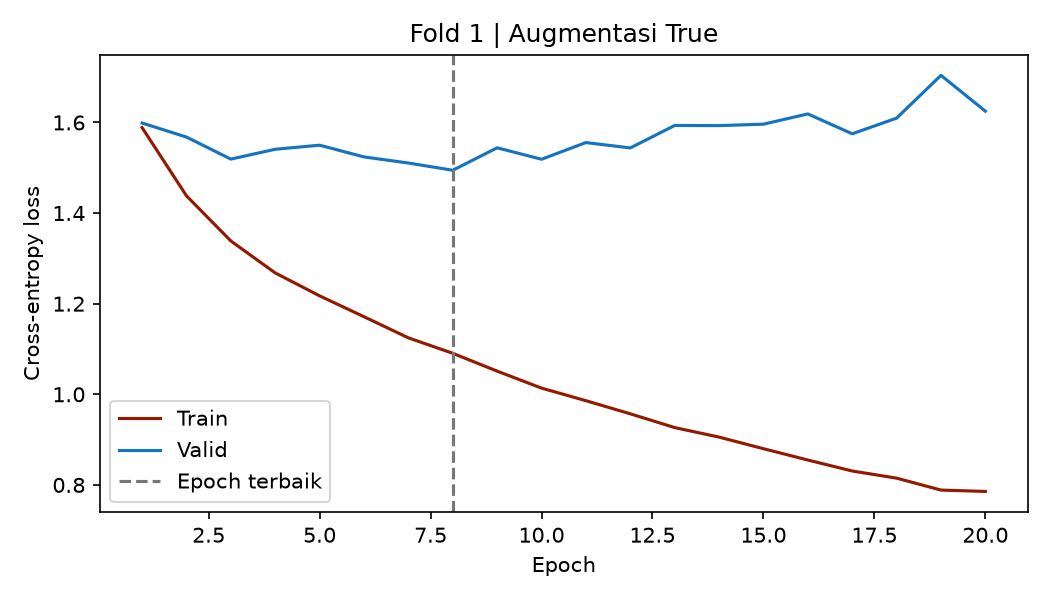 Fold 1 | Augmentasi True
Cross-entropy loss
1.6
1.4
1.2
1.0
0.8
Train
Valid
Epoch terbaik
2.5 5.0 7.5 10.0 12.5 15.0 17.5 20.0
Epoch